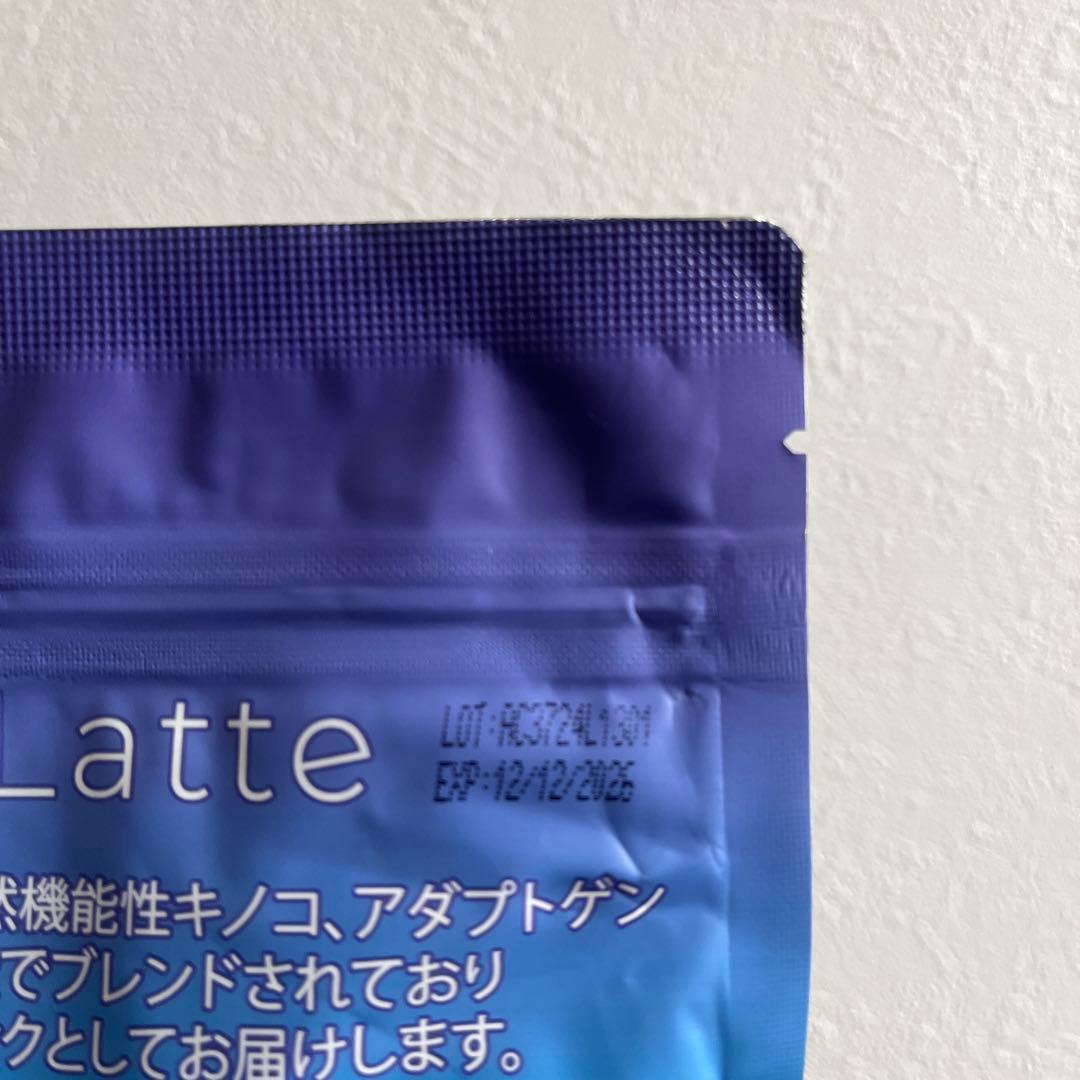 Latte
LOT:AC3724L1301
EXP:12/12/2026
然機能性キノコ、アダプトゲン
でブレンドされており
クとしてお届けします。